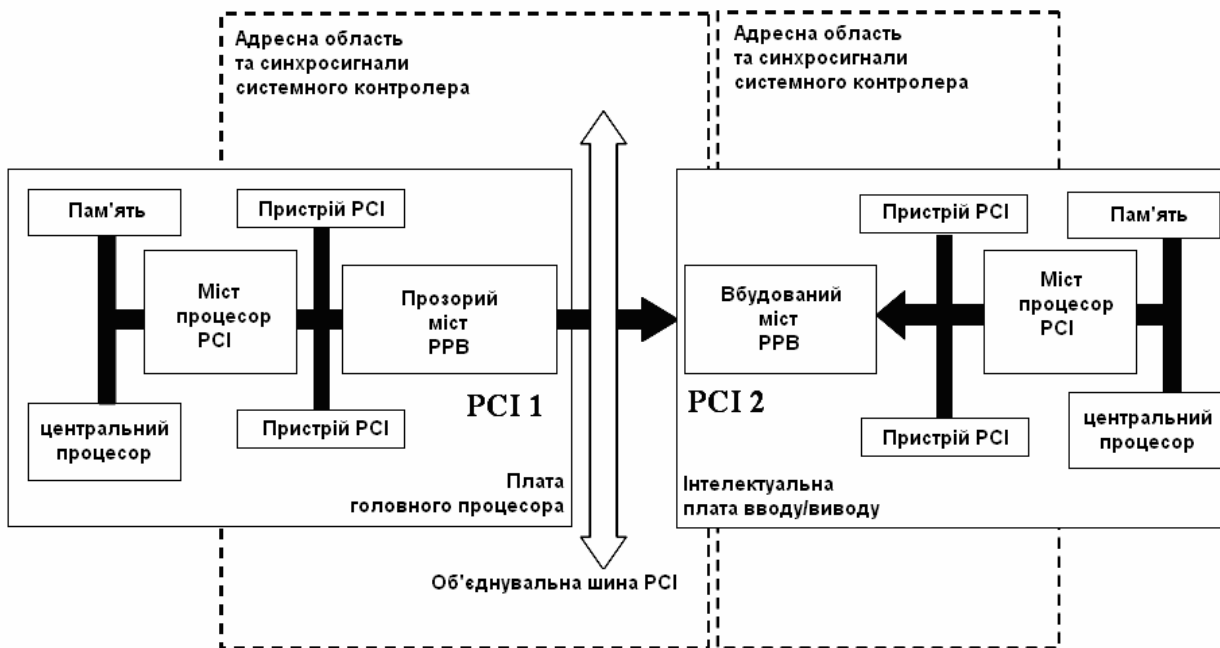 Адресна область
та синхросигнали
системного контролера
Адресна область
та синхросигнали
системного контролера
Пам'ять
Пристрій PCI
Міст
процесор
PCI
Прозорий
міст
PPB
центральний
процесор
Пристрій PCI
PCI 1
Плата
головного процесора
Пристрій PCI
Пам'ять
Вбудований
міст
PPB
Міст
процесор
PCI
PCI 2
Пристрій PCI
центральний
процесор
Інтелектуальна
плата вводу/виводу
Об'єднувальна шина PCI